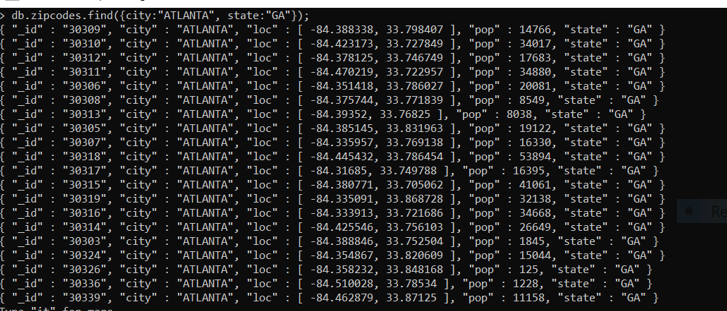 > db.zipcodes.find({city:"ATLANTA", state:"GA"});
{ "_id" : "30309", "city" : "ATLANTA", "loc" : [ -84.388338, 33.798407 ], "pop" : 14766, "state" : "GA" }
{ "_id" : "30310", "city" : "ATLANTA", "loc" : [ -84.423173, 33.727849 ], "pop" : 34017, "state" : "GA" }
{ "_id" : "30312", "city" : "ATLANTA", "loc" : [ -84.378125, 33.746749 ], "pop" : 17683, "state" : "GA" }
{ "_id" : "30311", "city" : "ATLANTA", "loc" : [ -84.470219, 33.722957 ], "pop" : 34880, "state" : "GA" }
{ "_id" : "30306", "city" : "ATLANTA", "loc" : [ -84.351418, 33.786027 ], "pop" : 20081, "state" : "GA" }
{ "_id" : "30308", "city" : "ATLANTA", "loc" : [ -84.375744, 33.771839 ], "pop" : 8549, "state" : "GA" }
{ "_id" : "30313", "city" : "ATLANTA", "loc" : [ -84.39352, 33.76825 ], "pop" : 8038, "state" : "GA" }
{ "_id" : "30305", "city" : "ATLANTA", "loc" : [ -84.385145, 33.831963 ], "pop" : 19122, "state" : "GA" }
{ "_id" : "30307", "city" : "ATLANTA", "loc" : [ -84.335957, 33.769138 ], "pop" : 16330, "state" : "GA" }
{ "_id" : "30318", "city" : "ATLANTA", "loc" : [ -84.445432, 33.786454 ], "pop" : 53894, "state" : "GA" }
{ "_id" : "30317", "city" : "ATLANTA", "loc" : [ -84.31685, 33.749788 ], "pop" : 16395, "state" : "GA" }
{ "_id" : "30315", "city" : "ATLANTA", "loc" : [ -84.380771, 33.705062 ], "pop" : 41061, "state" : "GA" }
{ "_id" : "30319", "city" : "ATLANTA", "loc" : [ -84.335091, 33.868728 ], "pop" : 32138, "state" : "GA" }
{ "_id" : "30316", "city" : "ATLANTA", "loc" : [ -84.333913, 33.721686 ], "pop" : 34668, "state" : "GA" }
{ "_id" : "30314", "city" : "ATLANTA", "loc" : [ -84.425546, 33.756103 ], "pop" : 26649, "state" : "GA" }
{ "_id" : "30303", "city" : "ATLANTA", "loc" : [ -84.388846, 33.752504 ], "pop" : 1845, "state" : "GA" }
{ "_id" : "30324", "city" : "ATLANTA", "loc" : [ -84.354867, 33.820609 ], "pop" : 15044, "state" : "GA" }
{ "_id" : "30326", "city" : "ATLANTA", "loc" : [ -84.358232, 33.848168 ], "pop" : 125, "state" : "GA" }
{ "_id" : "30336", "city" : "ATLANTA", "loc" : [ -84.510028, 33.78534 ], "pop" : 1228, "state" : "GA" }
{ "_id" : "30339", "city" : "ATLANTA", "loc" : [ -84.462879, 33.87125 ], "pop" : 11158, "state" : "GA" }
Type "it" for more